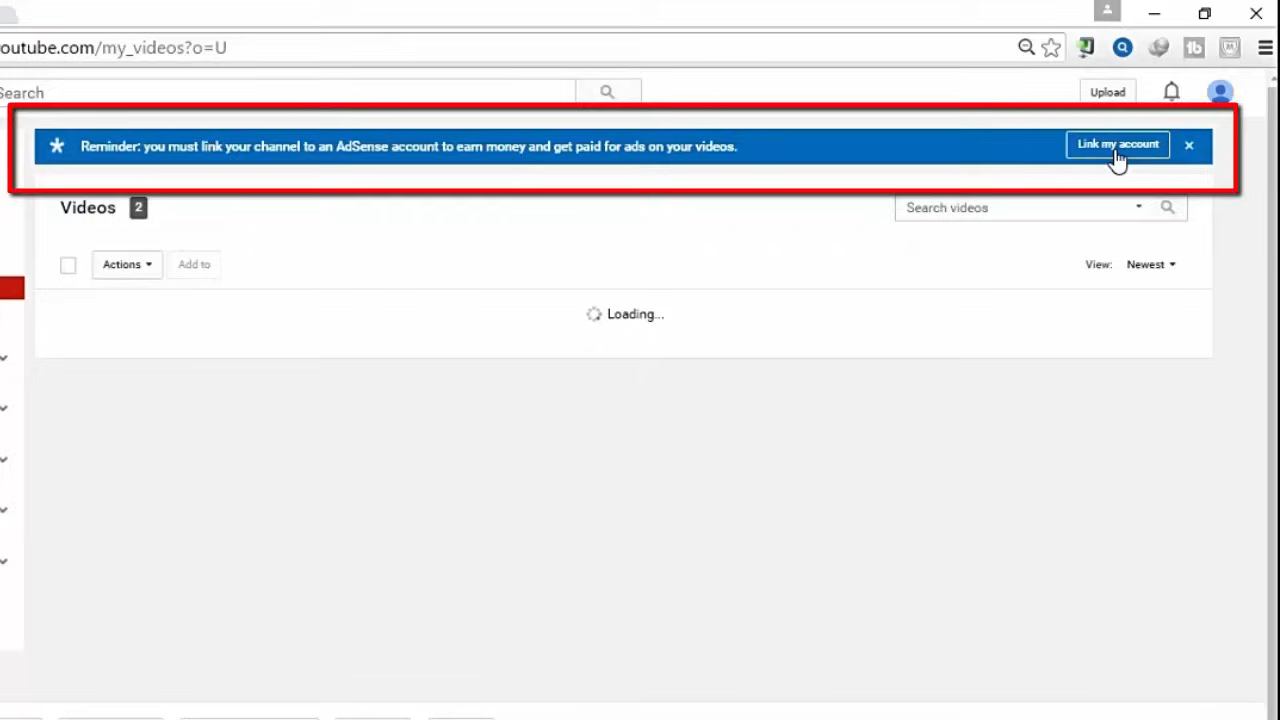 outube.com/my_videos?o=U
Search
Upload
Reminder: you must link your channel to an AdSense account to earn money and get paid for ads on your videos.
Link my account
Videos 2
Search videos
Actions
Add to
View: Newest
Loading...